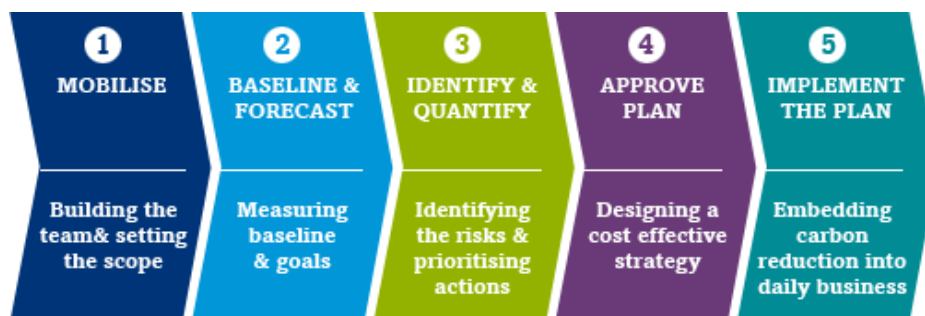 1
MOBILISE
Building the
team& setting
the scope
2
BASELINE &
FORECAST
Measuring
baseline
& goals
3
IDENTIFY &
QUANTIFY
Identifying
the risks &
prioritising
actions
4
APPROVE
PLAN
Designing a
cost effective
strategy
5
IMPLEMENT
THE PLAN
Embedding
carbon
reduction into
daily business